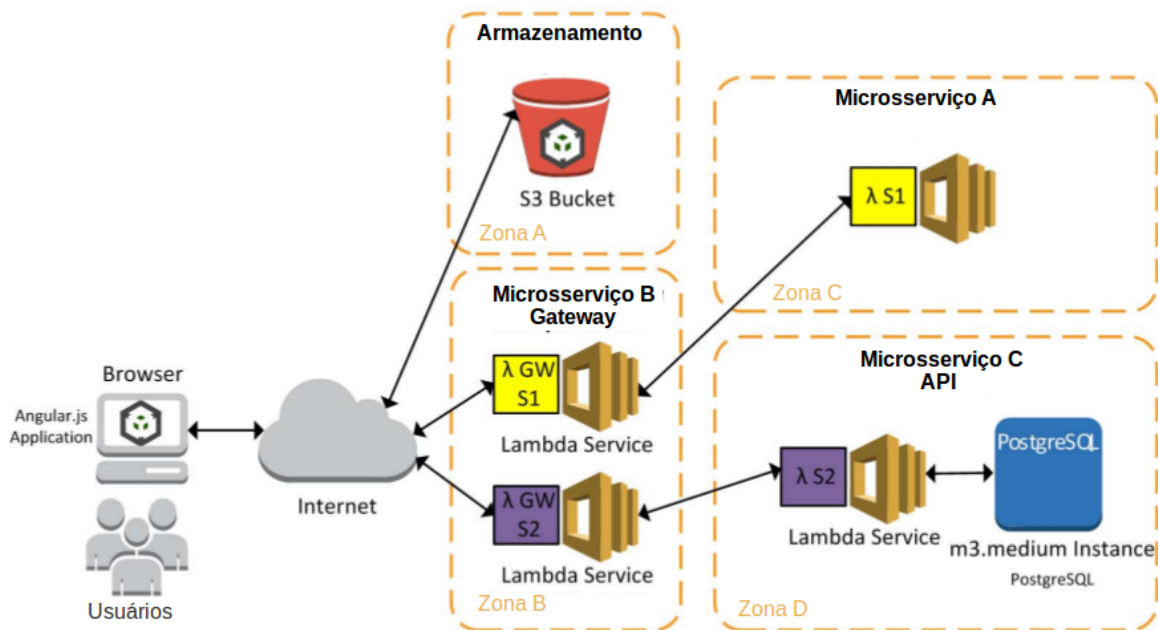 Armazenamento
S3 Bucket
Zona A
Microsserviço A
λ S1
Zona C
Microsserviço B
Gateway
λ GW
S1
Lambda Service
λ GW
S2
Lambda Service
Zona B
Microsserviço C
API
λ S2
Lambda Service
PostgreSQL
m3.medium Instance
PostgreSQL
Zona D
Browser
Angular.js
Application
Internet
Usuários